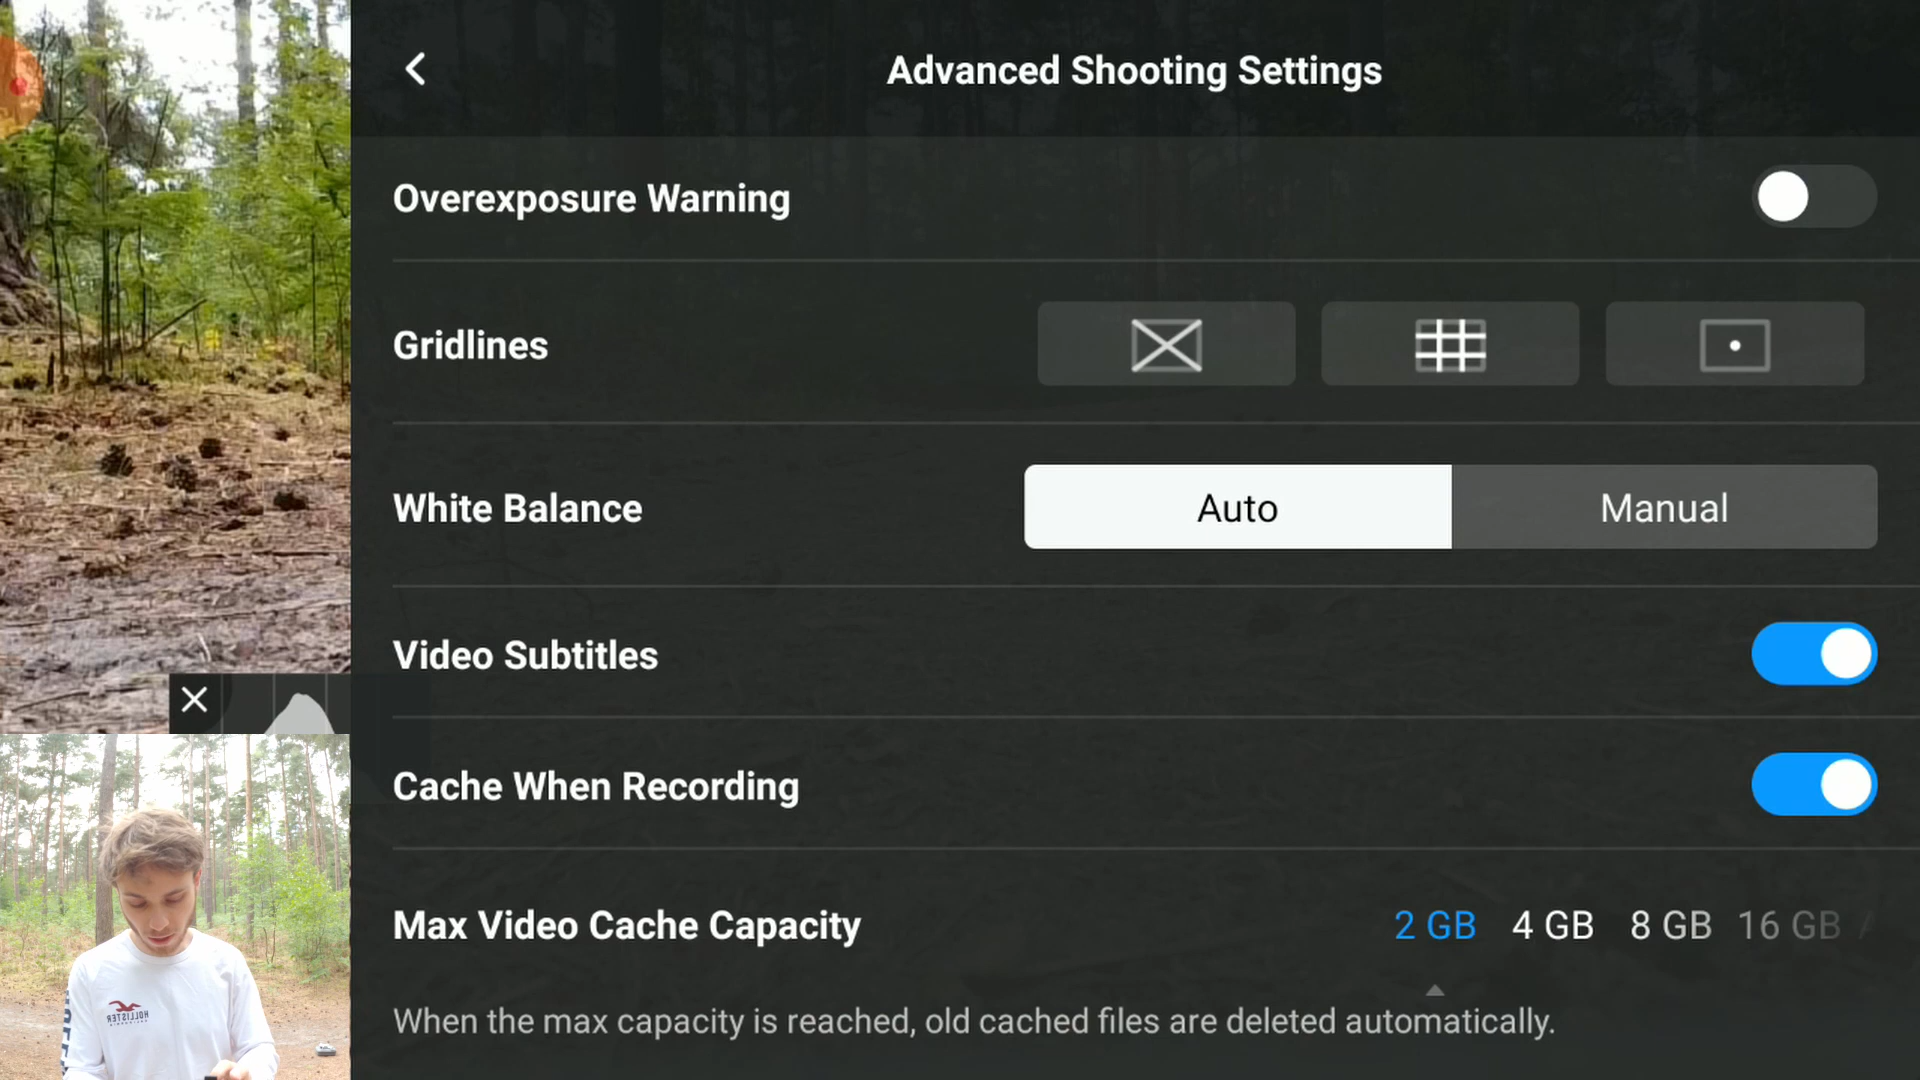 Advanced Shooting Settings
Overexposure Warning
Gridlines
White Balance
Auto
Manual
Video Subtitles
Cache When Recording
Max Video Cache Capacity
2 GB 4 GB 8 GB 16 GB
When the max capacity is reached, old cached files are deleted automatically.
HOLLISTER